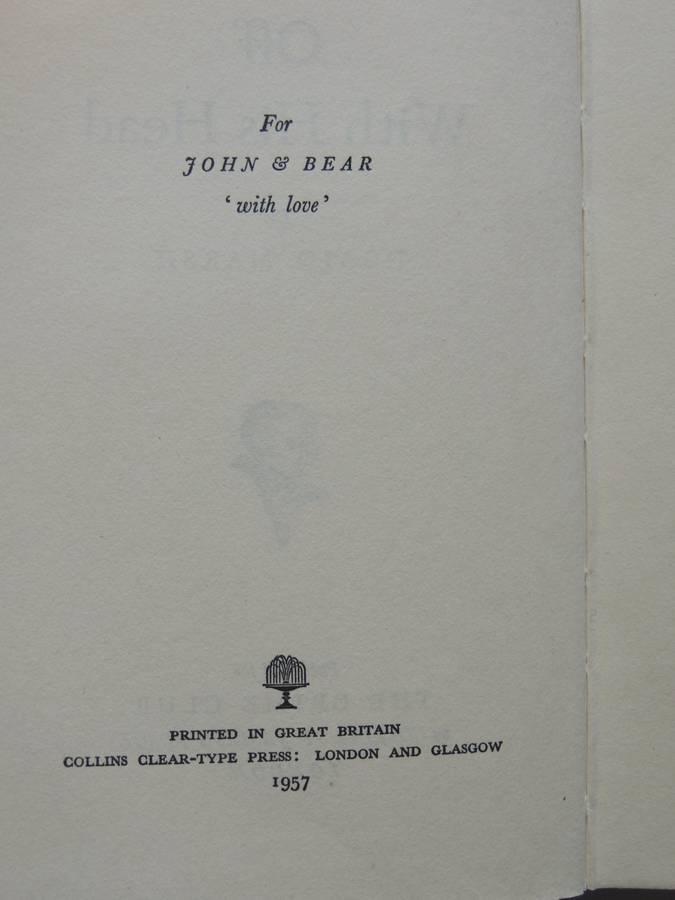 For
JOHN & BEAR
‘ with love ’
PRINTED IN GREAT BRITAIN
COLLINS CLEAR-TYPE PRESS: LONDON AND GLASGOW
1957